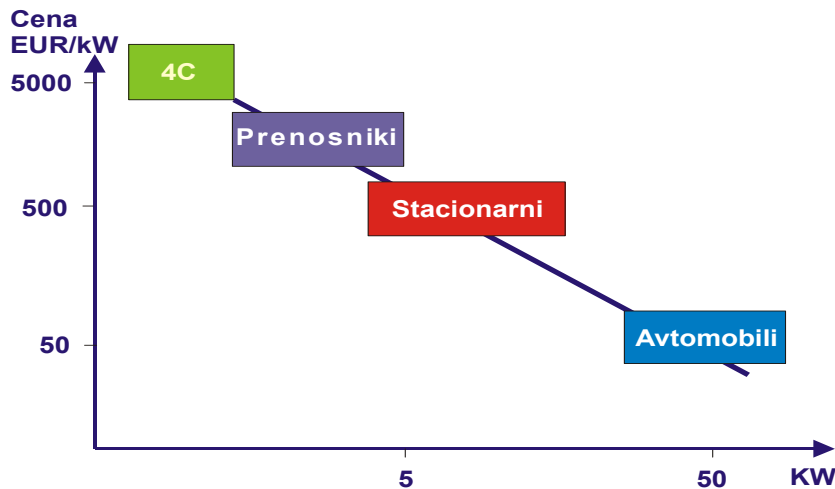 Cena
EUR/kW
4C
5000
Prenosniki
500
Stacionarni
50
Avtomobili
5
50
KW